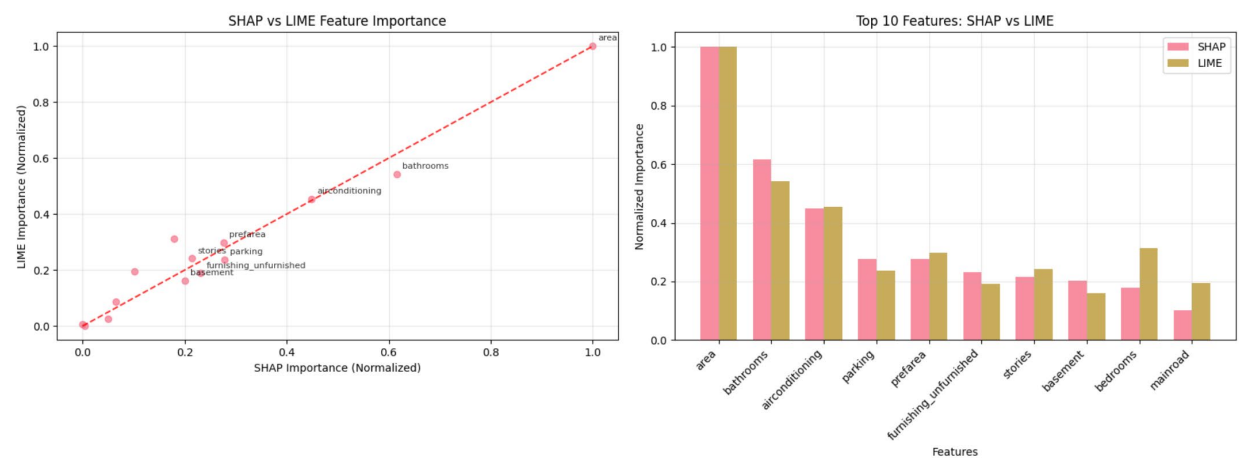 SHAP vs LIME Feature Importance
LIME Importance (Normalized)
1.0
0.8
0.6
0.4
0.2
0.0
area
bathrooms
airconditioning
prefarea
stories
parking
furnishing_unfurnished
basement
0.0
0.2
0.4
0.6
0.8
1.0
SHAP Importance (Normalized)
Top 10 Features: SHAP vs LIME
Normalized Importance
1.0
0.8
0.6
0.4
0.2
0.0
SHAP
LIME
area
bathrooms
airconditioning
parking
prefarea
furnishing_unfurnished
stories
basement
bedrooms
mainroad
Features